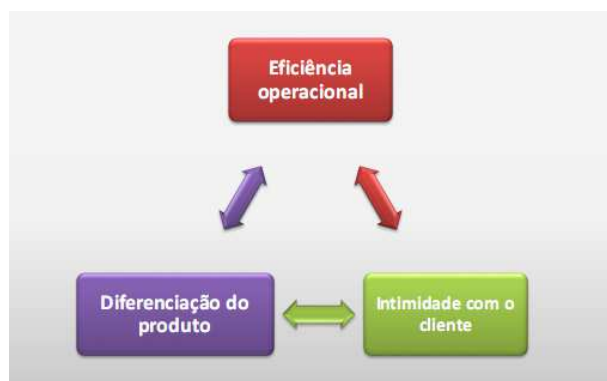 Eficiência
operacional
Diferenciação do
produto
Intimidade com o
cliente